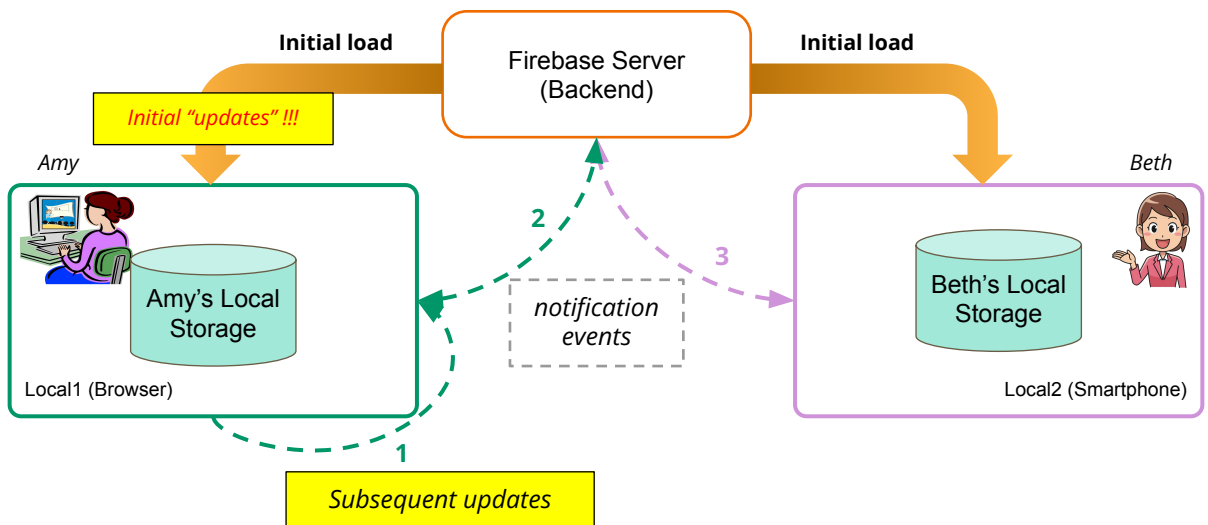 Initial load
Firebase Server
(Backend)
Initial load
Initial “updates” !!!
Amy
Beth
2
3
Amy’s Local
Storage
notification
events
Beth’s Local
Storage
Local1 (Browser)
Local2 (Smartphone)
1
Subsequent updates